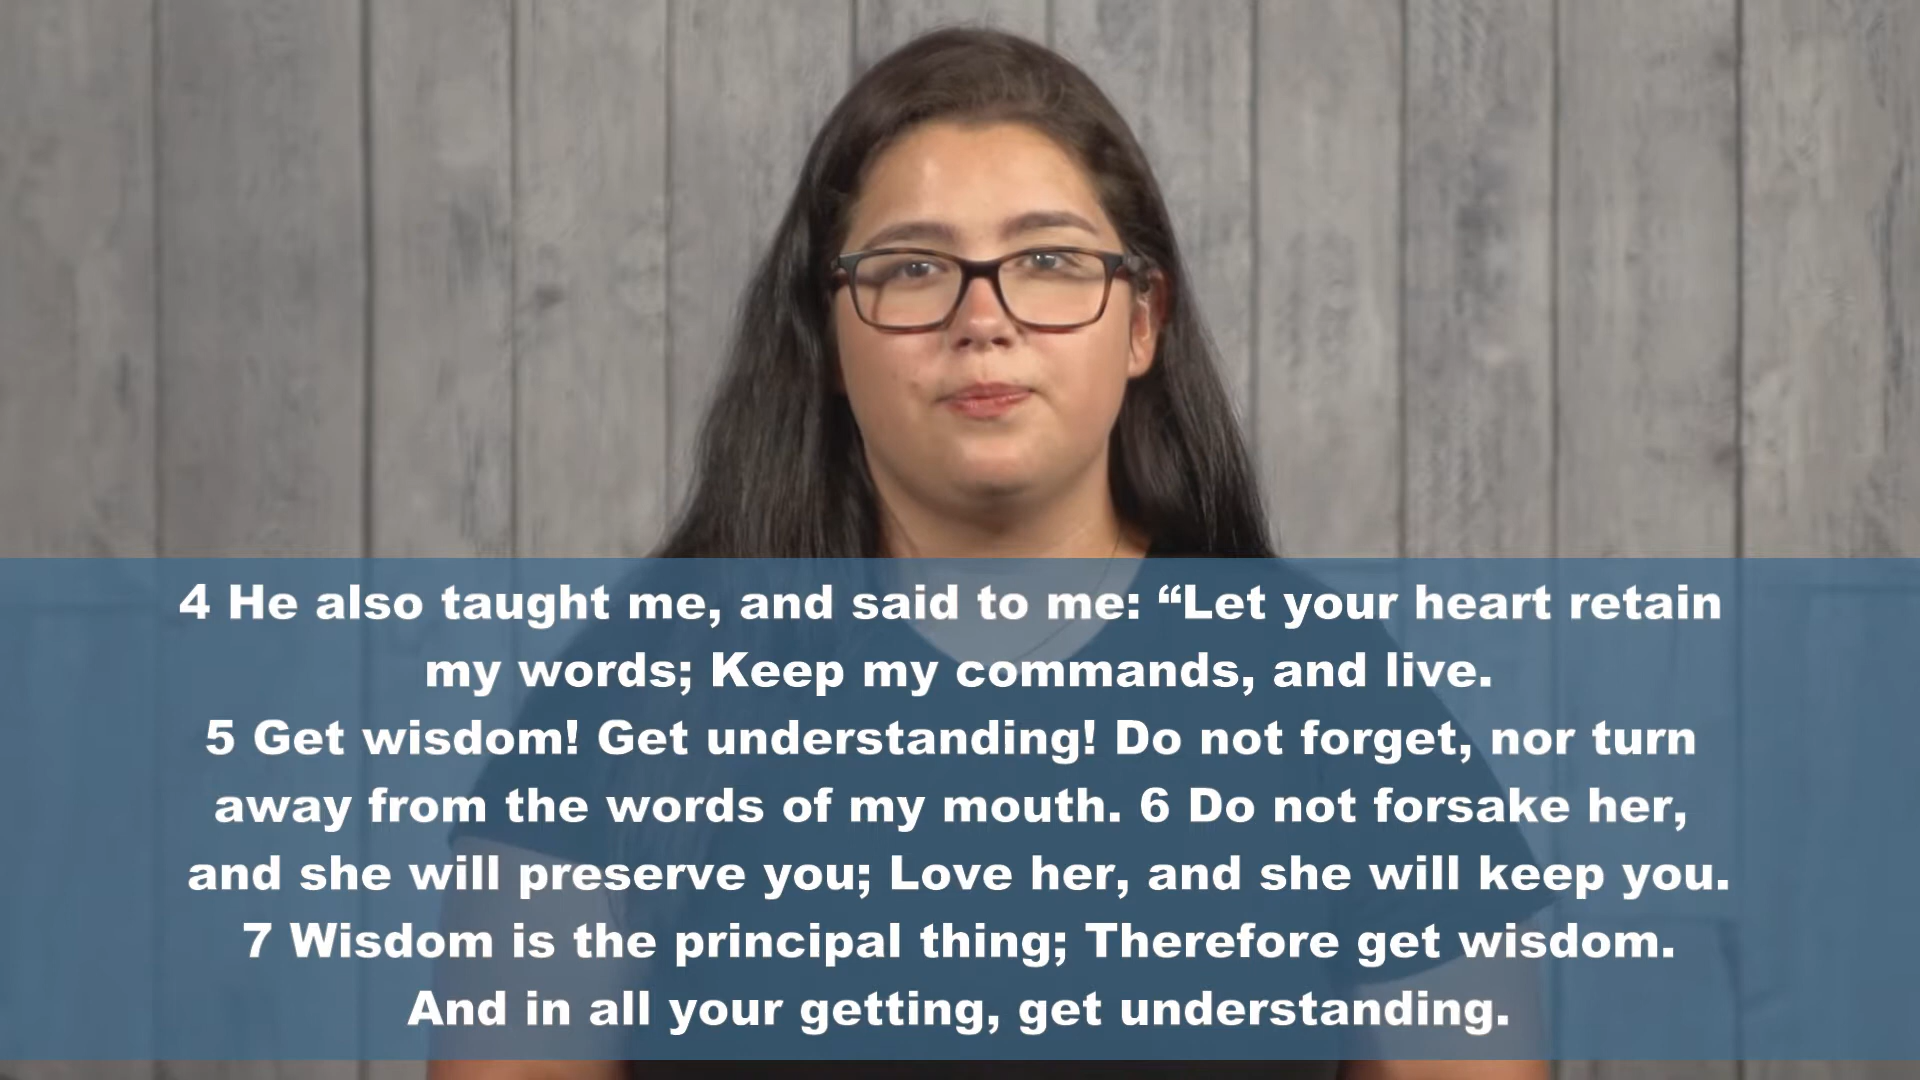 4 He also taught me, and said to me: “Let your heart retain
my words; Keep my commands, and live.
5 Get wisdom! Get understanding! Do not forget, nor turn
away from the words of my mouth. 6 Do not forsake her,
and she will preserve you; Love her, and she will keep you.
7 Wisdom is the principal thing; Therefore get wisdom.
And in all your getting, get understanding.